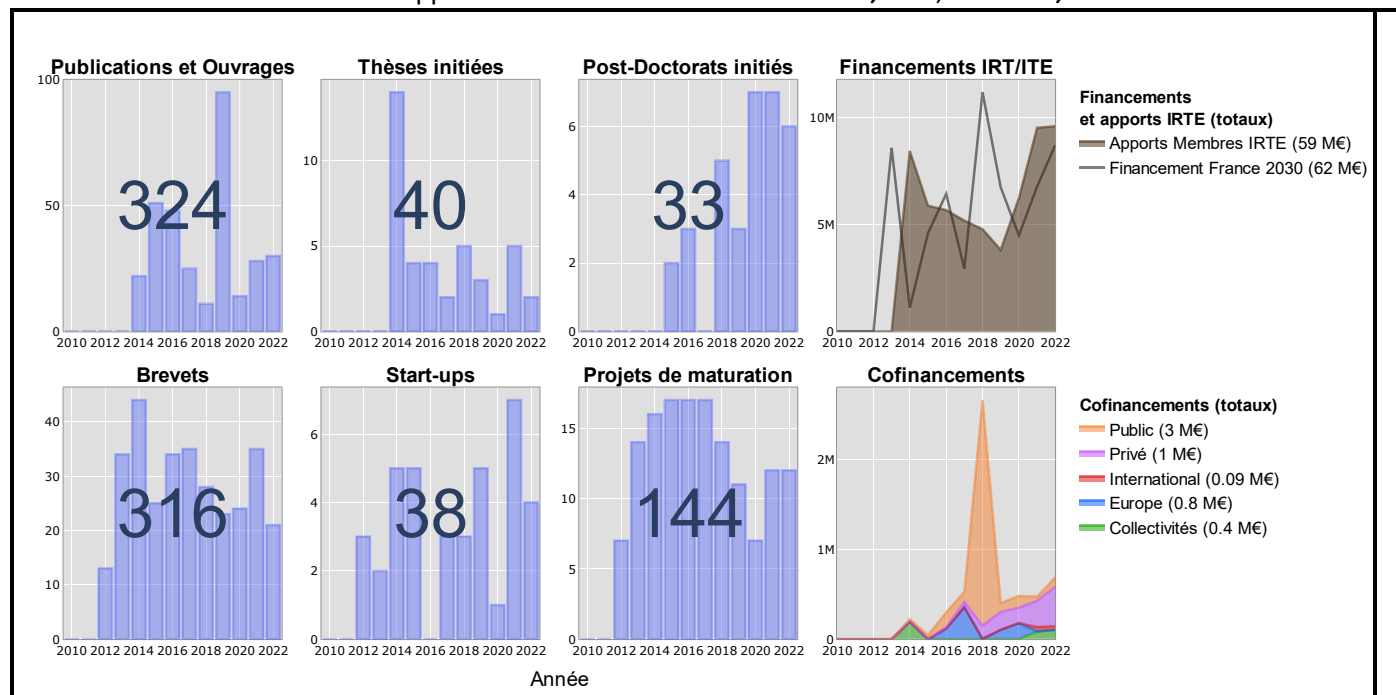 Publications et Ouvrages
Thèses initiées
Post-Doctorats initiés
Financements IRT/ITE
100
50
0
324
2010 2012 2014 2016 2018 2020 2022
10
5
0
40
2010 2012 2014 2016 2018 2020 2022
6
4
2
0
33
2010 2012 2014 2016 2018 2020 2022
10M
5M
0
2010 2012 2014 2016 2018 2020 2022
Financements
et apports IRTE (totaux)
Apports Membres IRTE (59 M€)
Financement France 2030 (62 M€)
Brevets
Start-ups
Projets de maturation
Cofinancements
40
30
20
10
0
316
2010 2012 2014 2016 2018 2020 2022
6
4
2
0
38
2010 2012 2014 2016 2018 2020 2022
15
10
5
0
144
2010 2012 2014 2016 2018 2020 2022
2M
1M
0
2010 2012 2014 2016 2018 2020 2022
Cofinancements (totaux)
Public (3 M€)
Privé (1 M€)
International (0.09 M€)
Europe (0.8 M€)
Collectivités (0.4 M€)
Année